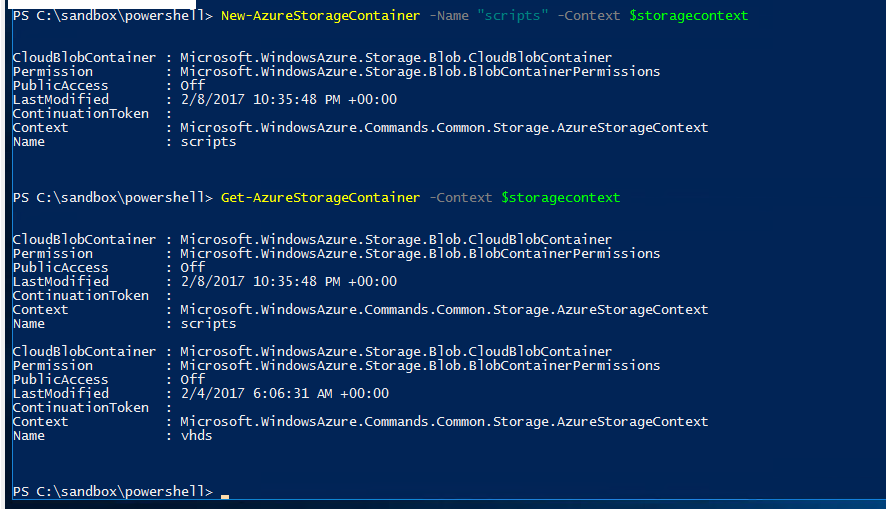 PS C:\sandbox\powershell> New-AzureStorageContainer -Name "scripts" -Context $storagecontext
CloudBlobContainer : Microsoft.WindowsAzure.Storage.Blob.CloudBlobContainer
Permission         : Microsoft.WindowsAzure.Storage.Blob.BlobContainerPermissions
PublicAccess       : Off
LastModified       : 2/8/2017 10:35:48 PM +00:00
ContinuationToken  :
Context            : Microsoft.WindowsAzure.Commands.Common.Storage.AzureStorageContext
Name               : scripts
PS C:\sandbox\powershell> Get-AzureStorageContainer -Context $storagecontext
CloudBlobContainer : Microsoft.WindowsAzure.Storage.Blob.CloudBlobContainer
Permission         : Microsoft.WindowsAzure.Storage.Blob.BlobContainerPermissions
PublicAccess       : Off
LastModified       : 2/8/2017 10:35:48 PM +00:00
ContinuationToken  :
Context            : Microsoft.WindowsAzure.Commands.Common.Storage.AzureStorageContext
Name               : scripts
CloudBlobContainer : Microsoft.WindowsAzure.Storage.Blob.CloudBlobContainer
Permission         : Microsoft.WindowsAzure.Storage.Blob.BlobContainerPermissions
PublicAccess       : Off
LastModified       : 2/4/2017 6:06:31 AM +00:00
ContinuationToken  :
Context            : Microsoft.WindowsAzure.Commands.Common.Storage.AzureStorageContext
Name               : vhds
PS C:\sandbox\powershell>